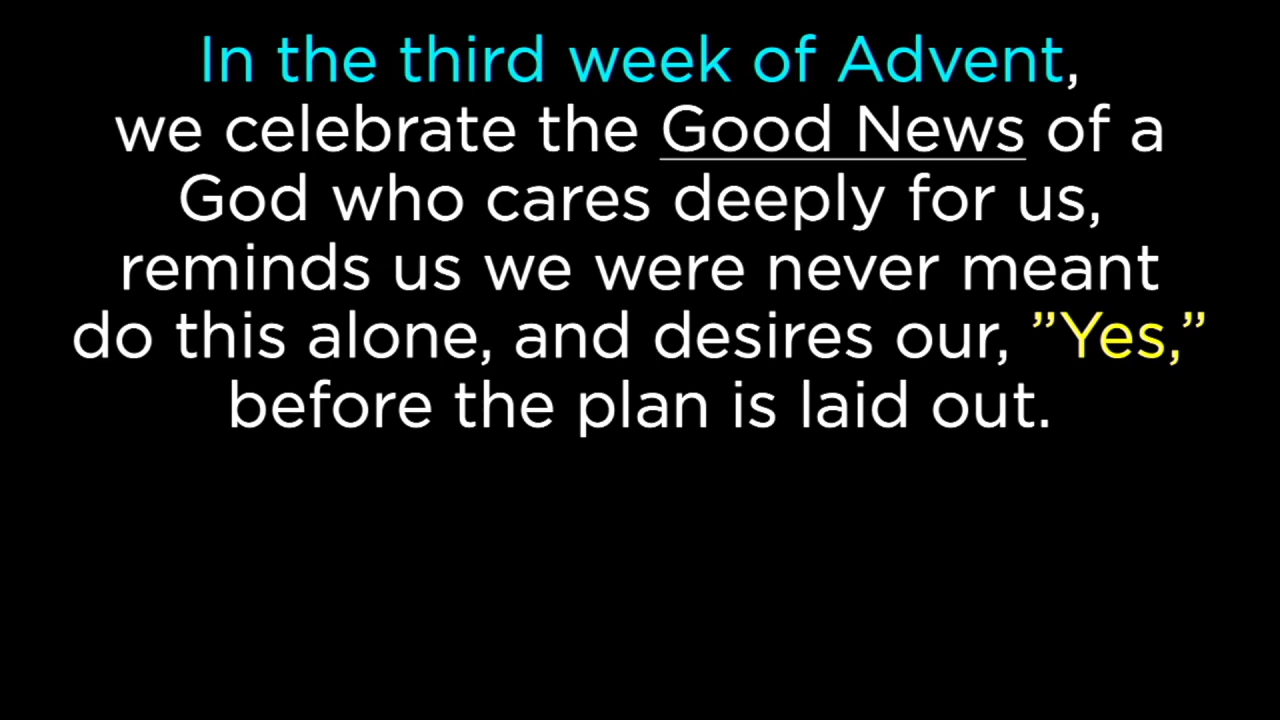 In the third week of Advent,
we celebrate the Good News of a
God who cares deeply for us,
reminds us we were never meant
do this alone, and desires our, ”Yes,”
before the plan is laid out.